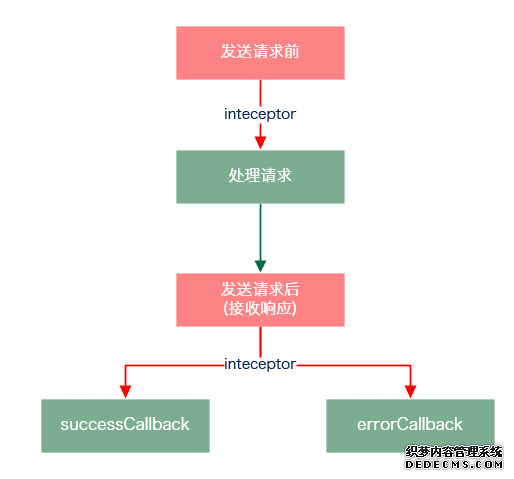 发送请求前
inteceptor
处理请求
发送请求后
(接收响应)
inteceptor
successCallback
errorCallback
织梦内容管理系统
DEDECMS.COM